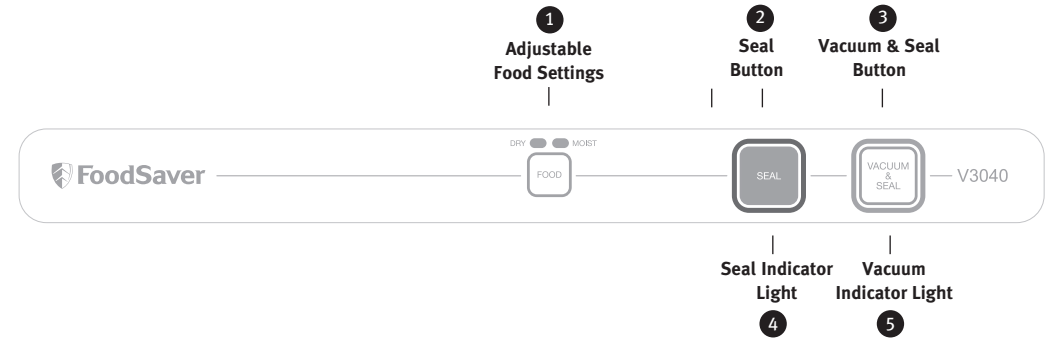 1
Adjustable
Food Settings
2
Seal
Button
3
Vacuum & Seal
Button
DRY MOIST
FoodSaver
FOOD
SEAL
VACUUM
&
SEAL
V3040
Seal Indicator
Light
4
Vacuum
Indicator Light
5